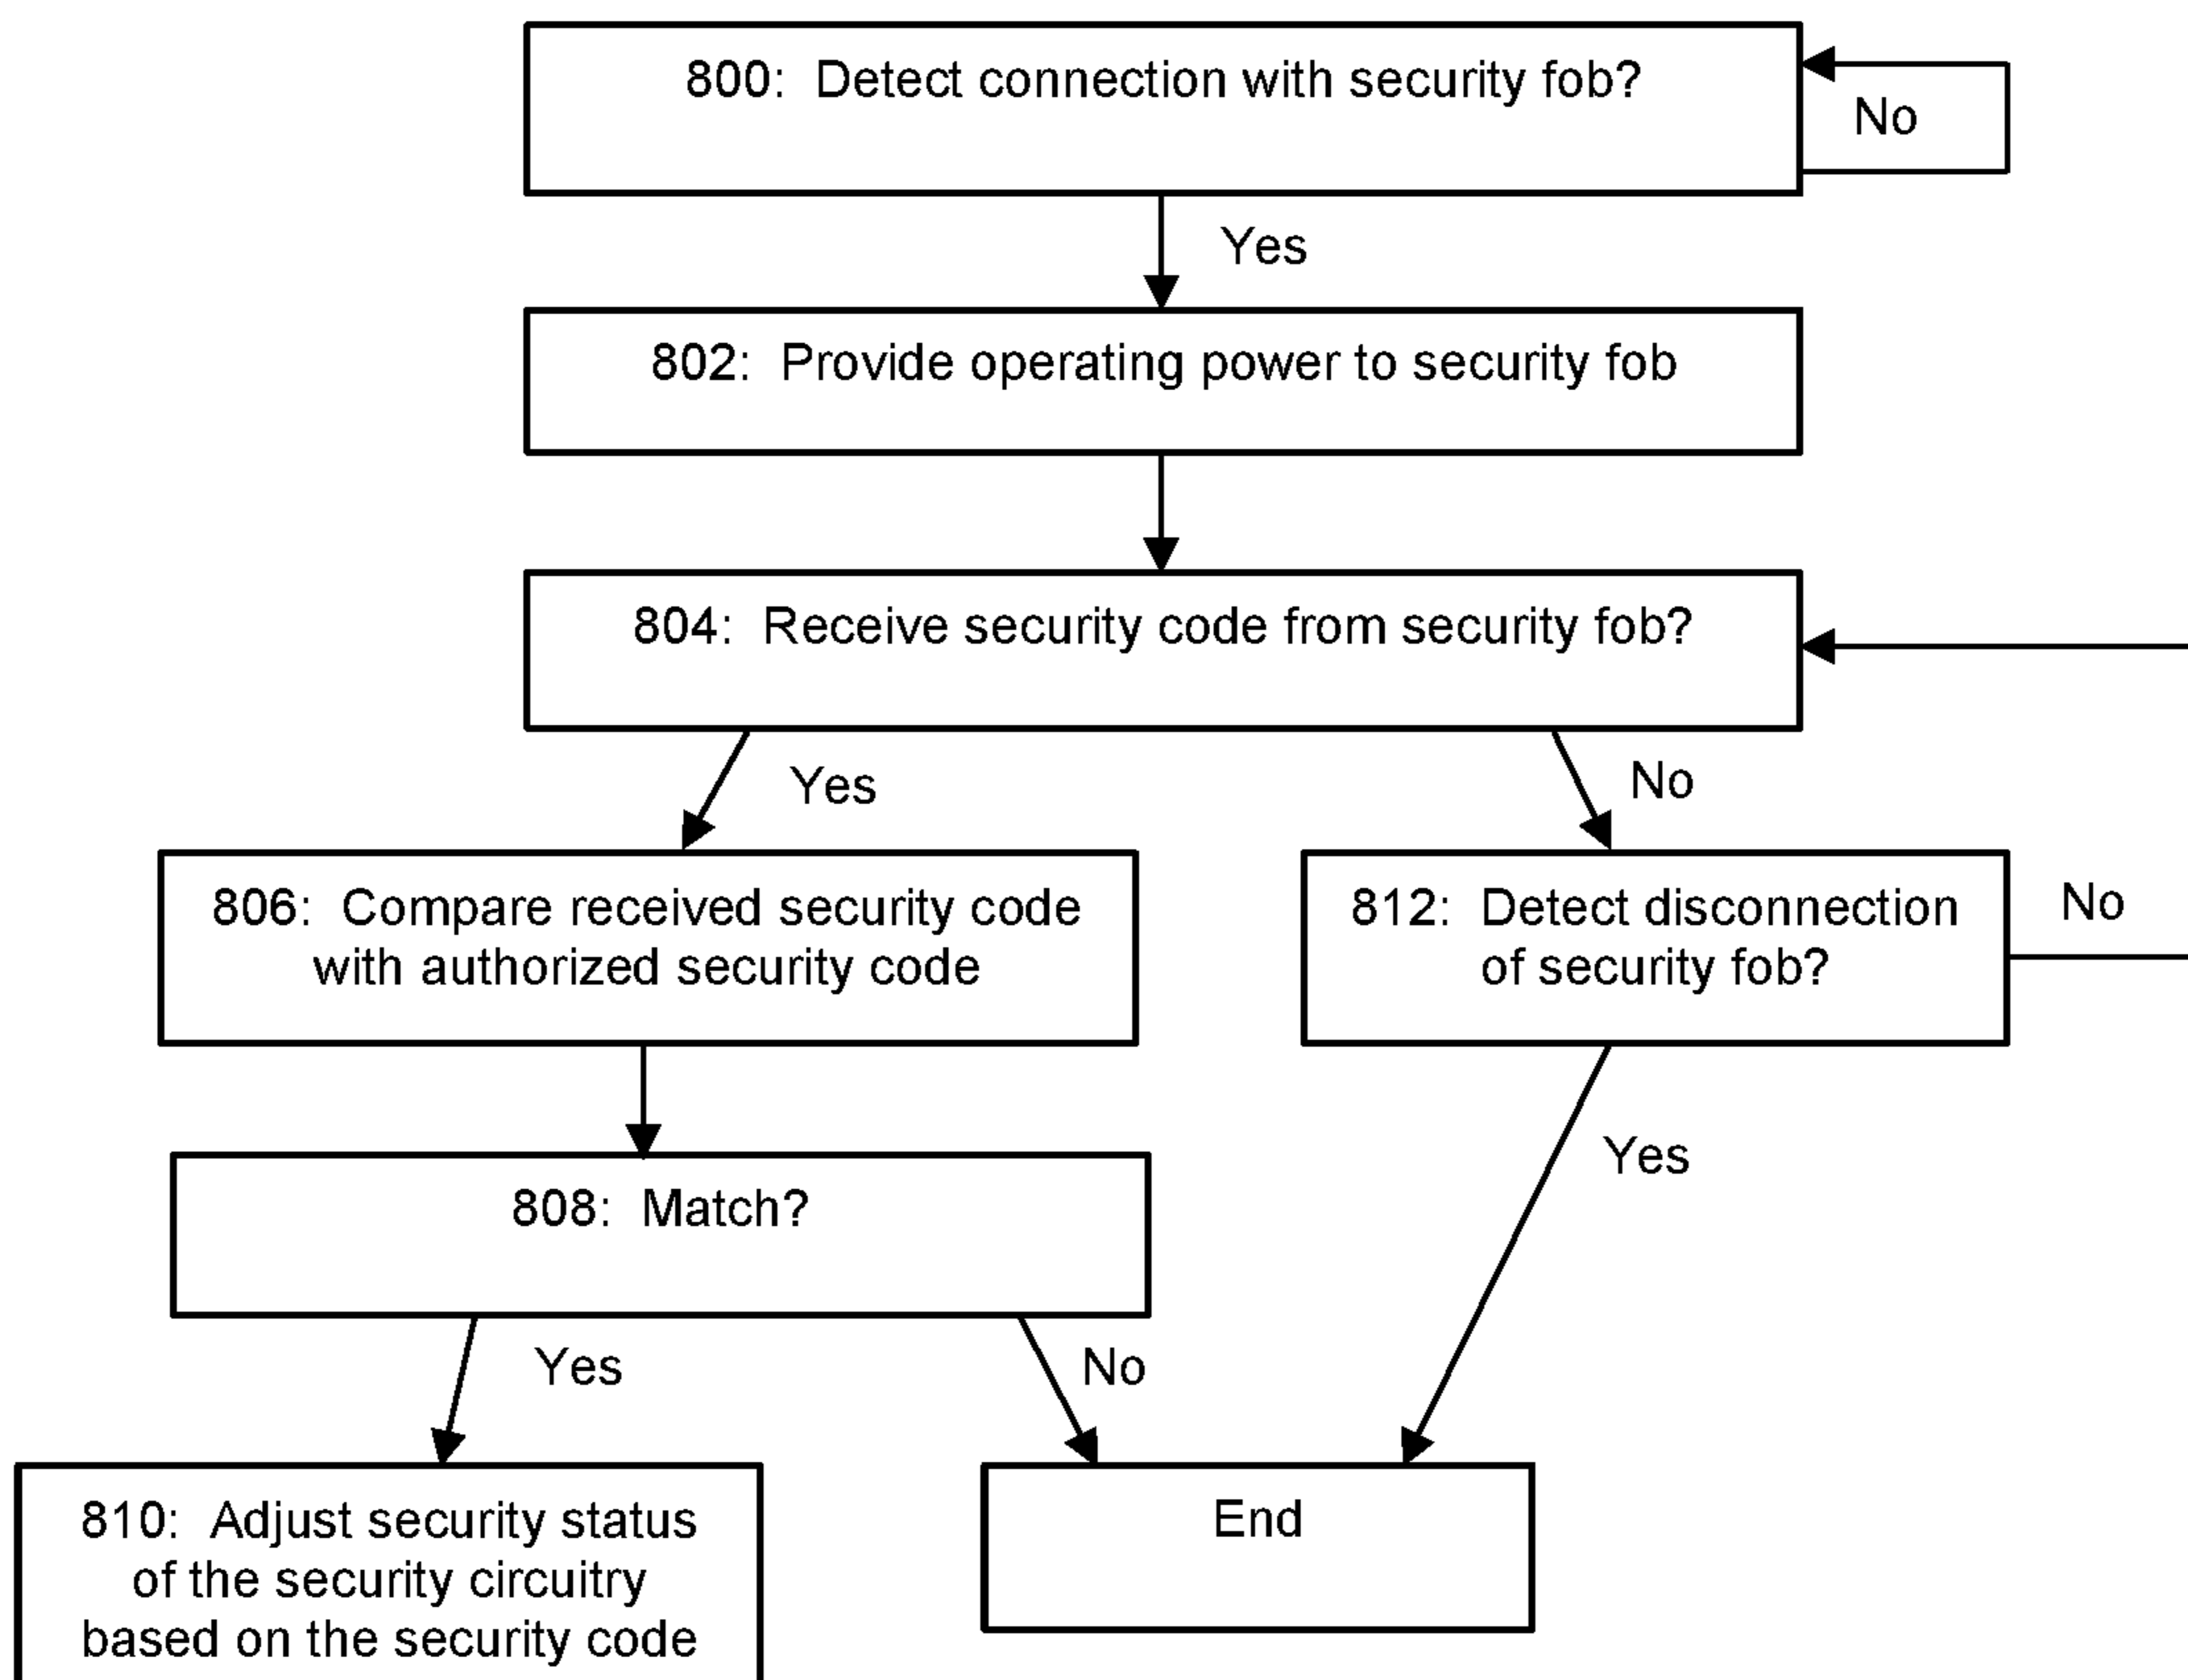 800: Detect connection with security fob?
No
Yes
802: Provide operating power to security fob
804: Receive security code from security fob?
Yes
No
806: Compare received security code
with authorized security code
812: Detect disconnection
of security fob?
No
808: Match?
Yes
Yes
No
810: Adjust security status
of the security circuitry
based on the security code
End